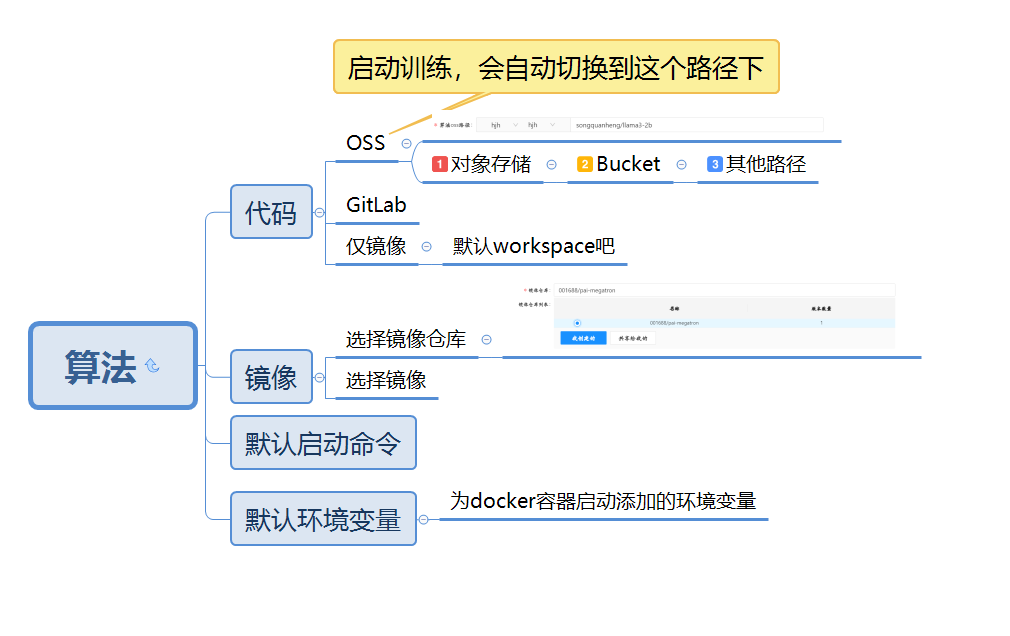 启动训练，会自动切换到这个路径下
* 算法oss路径: hjh hjh songquanheng/llama3-2b
OSS
1 对象存储 2 Bucket 3 其他路径
代码
GitLab
仅镜像 默认workspace吧
* 镜像仓库: 001688/pai-megatron
镜像仓库列表:
名称 版本数量
001688/pai-megatron 1
我创建的 共享给我的
选择镜像仓库
算法
镜像
选择镜像
默认启动命令
默认环境变量
为docker容器启动添加的环境变量